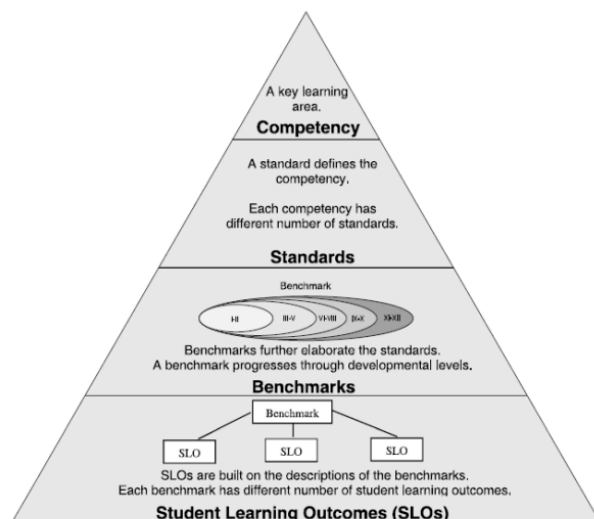 A key learning
area.
Competency
A standard defines the
competency.
Each competency has
different number of standards.
Standards
Benchmark
I-II III-V VI-VIII IX-X XI-XII
Benchmarks further elaborate the standards.
A benchmark progresses through developmental levels.
Benchmarks
Benchmark
SLO SLO SLO
SLOs are built on the descriptions of the benchmarks.
Each benchmark has different number of student learning outcomes.
Student Learning Outcomes (SLOs)